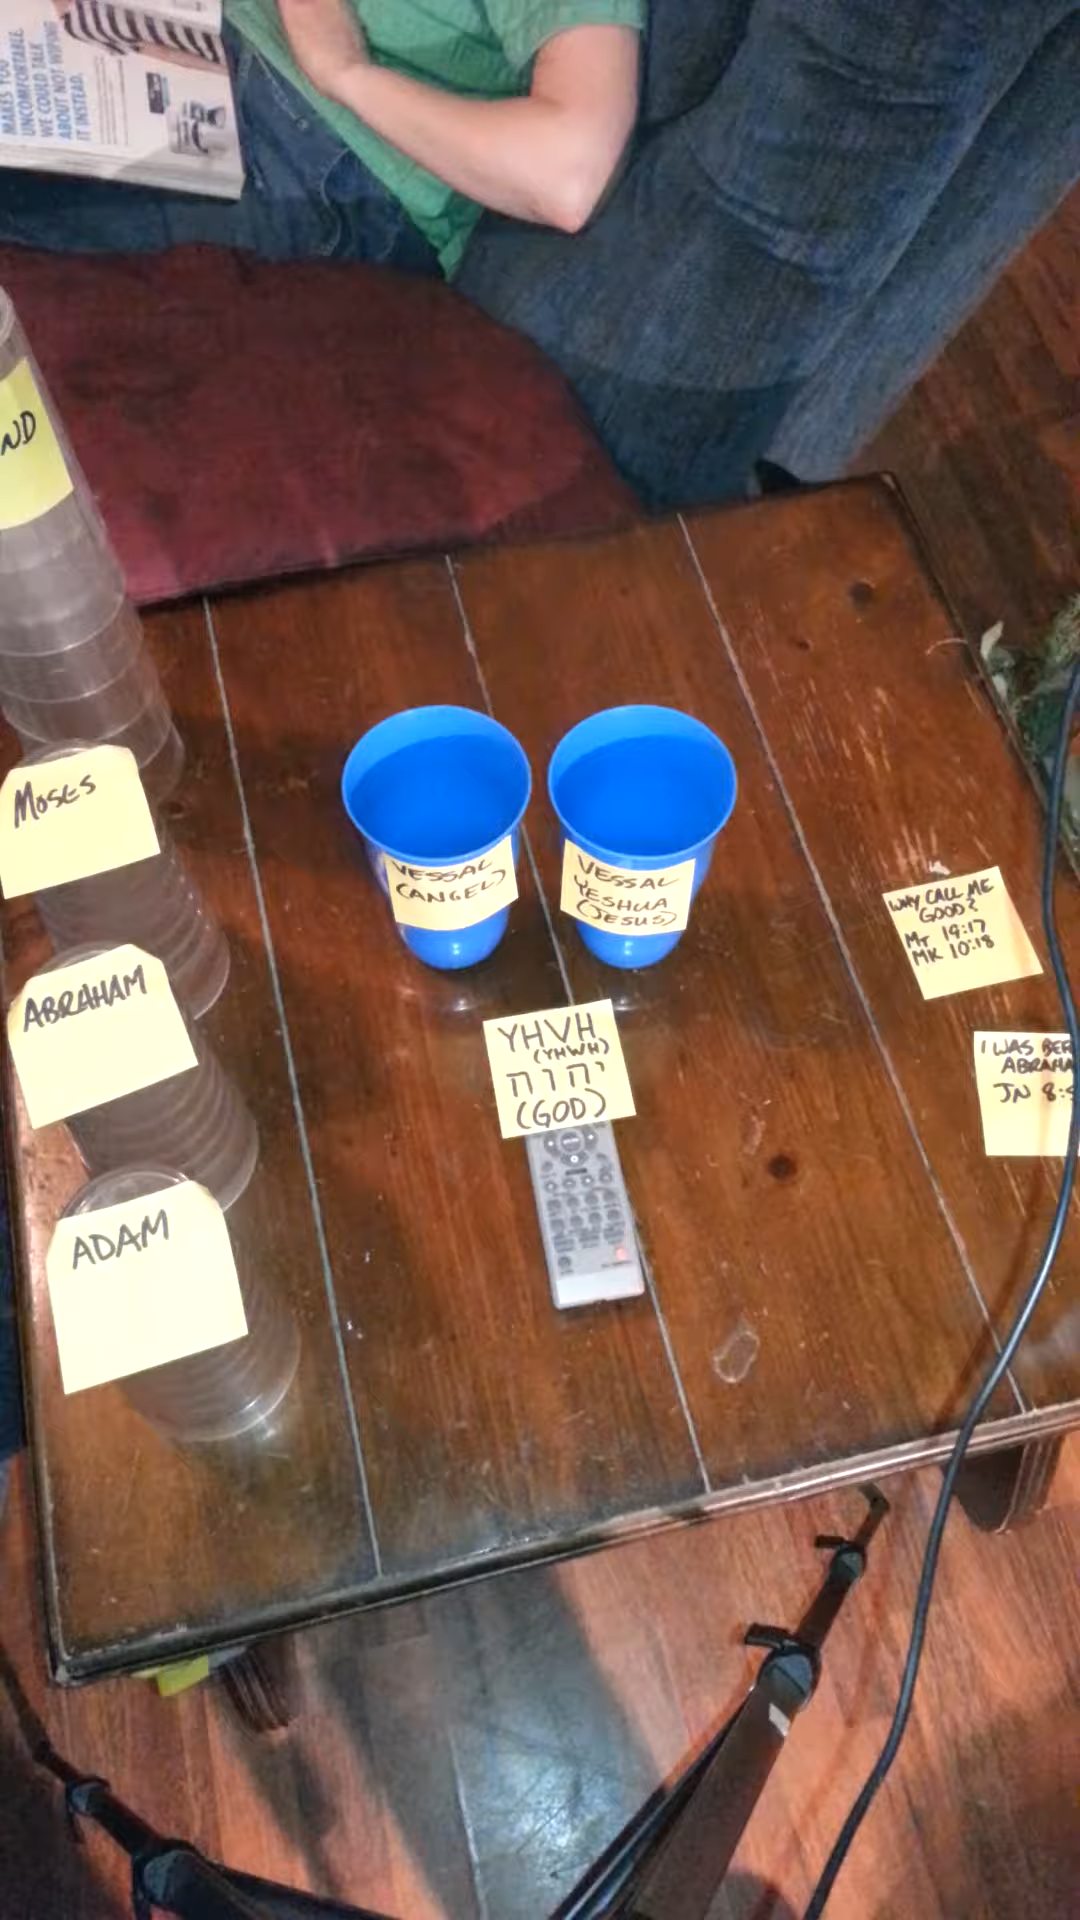 MAKES YOU
UNCOMFORTABLE,
WE COULD TALK
ABOUT NOT WIPING
IT INSTEAD.
ND
MOSES
ABRAHAM
ADAM
VESSAL
(ANGEL)
VESSAL
YESHUA
(JESUS)
YHVH
(YHWH)
יהוה
(GOD)
WHY CALL ME
GOOD?
MT 19:17
MK 10:18
I WAS
JN